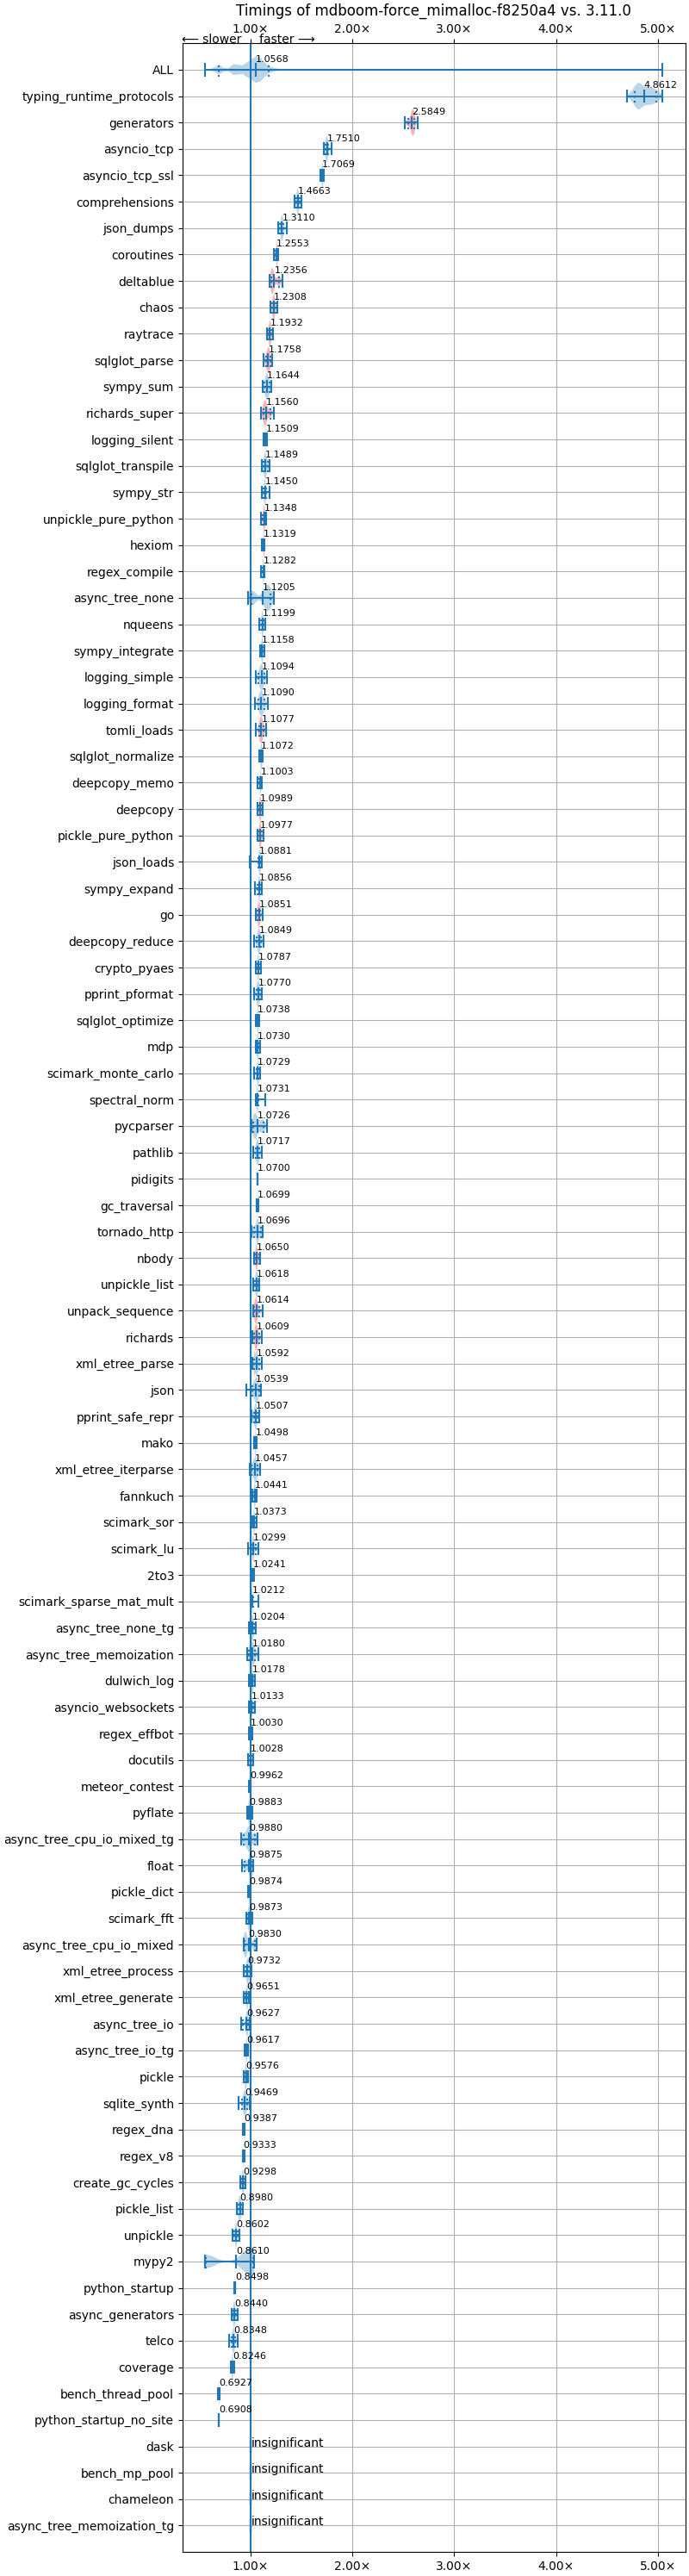 Timings of mdboom-force_mimalloc-f8250a4 vs. 3.11.0
1.00× 2.00× 3.00× 4.00× 5.00×
⟵ slower faster ⟶
ALL 1.0568
typing_runtime_protocols 4.8612
generators 2.5849
asyncio_tcp 1.7510
asyncio_tcp_ssl 1.7069
comprehensions 1.4663
json_dumps 1.3110
coroutines 1.2553
deltablue 1.2356
chaos 1.2308
raytrace 1.1932
sqlglot_parse 1.1758
sympy_sum 1.1644
richards_super 1.1560
logging_silent 1.1509
sqlglot_transpile 1.1489
sympy_str 1.1450
unpickle_pure_python 1.1348
hexiom 1.1319
regex_compile 1.1282
async_tree_none 1.1205
nqueens 1.1199
sympy_integrate 1.1158
logging_simple 1.1094
logging_format 1.1090
tomli_loads 1.1077
sqlglot_normalize 1.1072
deepcopy_memo 1.1003
deepcopy 1.0989
pickle_pure_python 1.0977
json_loads 1.0881
sympy_expand 1.0856
go 1.0851
deepcopy_reduce 1.0849
crypto_pyaes 1.0787
pprint_pformat 1.0770
sqlglot_optimize 1.0738
mdp 1.0730
scimark_monte_carlo 1.0729
spectral_norm 1.0731
pycparser 1.0726
pathlib 1.0717
pidigits 1.0700
gc_traversal 1.0699
tornado_http 1.0696
nbody 1.0650
unpickle_list 1.0618
unpack_sequence 1.0614
richards 1.0609
xml_etree_parse 1.0592
json 1.0539
pprint_safe_repr 1.0507
mako 1.0498
xml_etree_iterparse 1.0457
fannkuch 1.0441
scimark_sor 1.0373
scimark_lu 1.0299
2to3 1.0241
scimark_sparse_mat_mult 1.0212
async_tree_none_tg 1.0204
async_tree_memoization 1.0180
dulwich_log 1.0178
asyncio_websockets 1.0133
regex_effbot 1.0030
docutils 1.0028
meteor_contest 0.9962
pyflate 0.9883
async_tree_cpu_io_mixed_tg 0.9880
float 0.9875
pickle_dict 0.9874
scimark_fft 0.9873
async_tree_cpu_io_mixed 0.9830
xml_etree_process 0.9732
xml_etree_generate 0.9651
async_tree_io 0.9627
async_tree_io_tg 0.9617
pickle 0.9576
sqlite_synth 0.9469
regex_dna 0.9387
regex_v8 0.9333
create_gc_cycles 0.9298
pickle_list 0.8980
unpickle 0.8602
mypy2 0.8610
python_startup 0.8498
async_generators 0.8440
telco 0.8348
coverage 0.8246
bench_thread_pool 0.6927
python_startup_no_site 0.6908
dask insignificant
bench_mp_pool insignificant
chameleon insignificant
async_tree_memoization_tg insignificant
1.00× 2.00× 3.00× 4.00× 5.00×